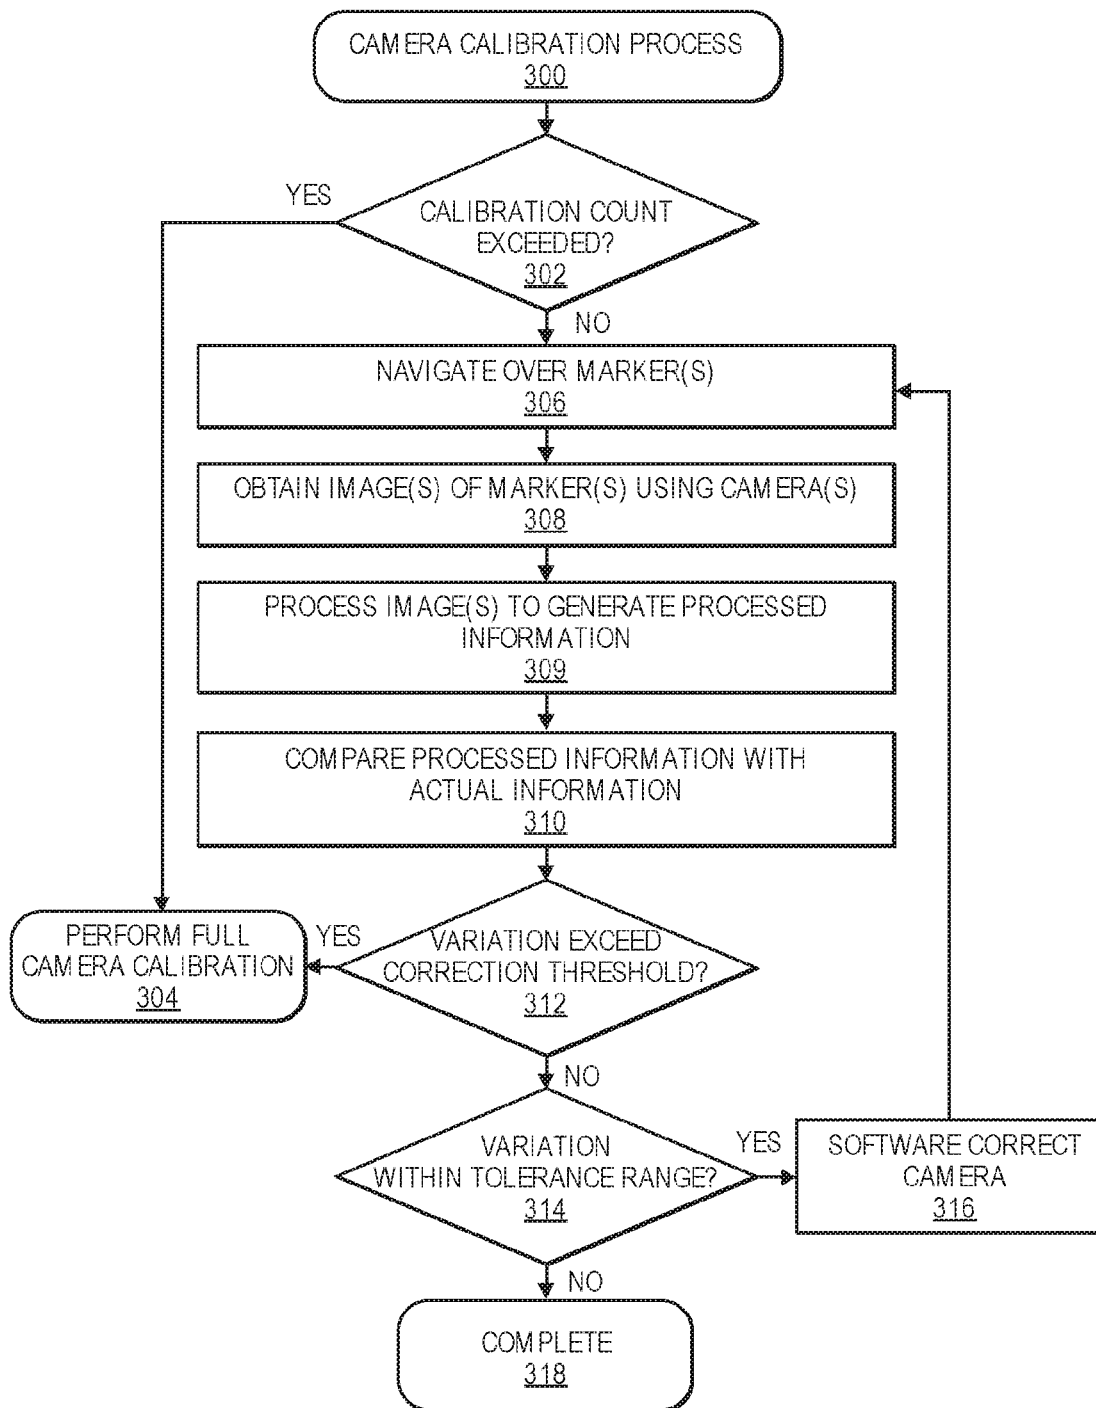 CAMERA CALIBRATION PROCESS
300
YES
CALIBRATION COUNT
EXCEEDED?
302
NO
NAVIGATE OVER MARKER(S)
306
OBTAIN IMAGE(S) OF MARKER(S) USING CAMERA(S)
308
PROCESS IMAGE(S) TO GENERATE PROCESSED
INFORMATION
309
COMPARE PROCESSED INFORMATION WITH
ACTUAL INFORMATION
310
PERFORM FULL
CAMERA CALIBRATION
304
YES
VARIATION EXCEED
CORRECTION THRESHOLD?
312
NO
VARIATION
WITHIN TOLERANCE RANGE?
314
YES
SOFTWARE CORRECT
CAMERA
316
NO
COMPLETE
318